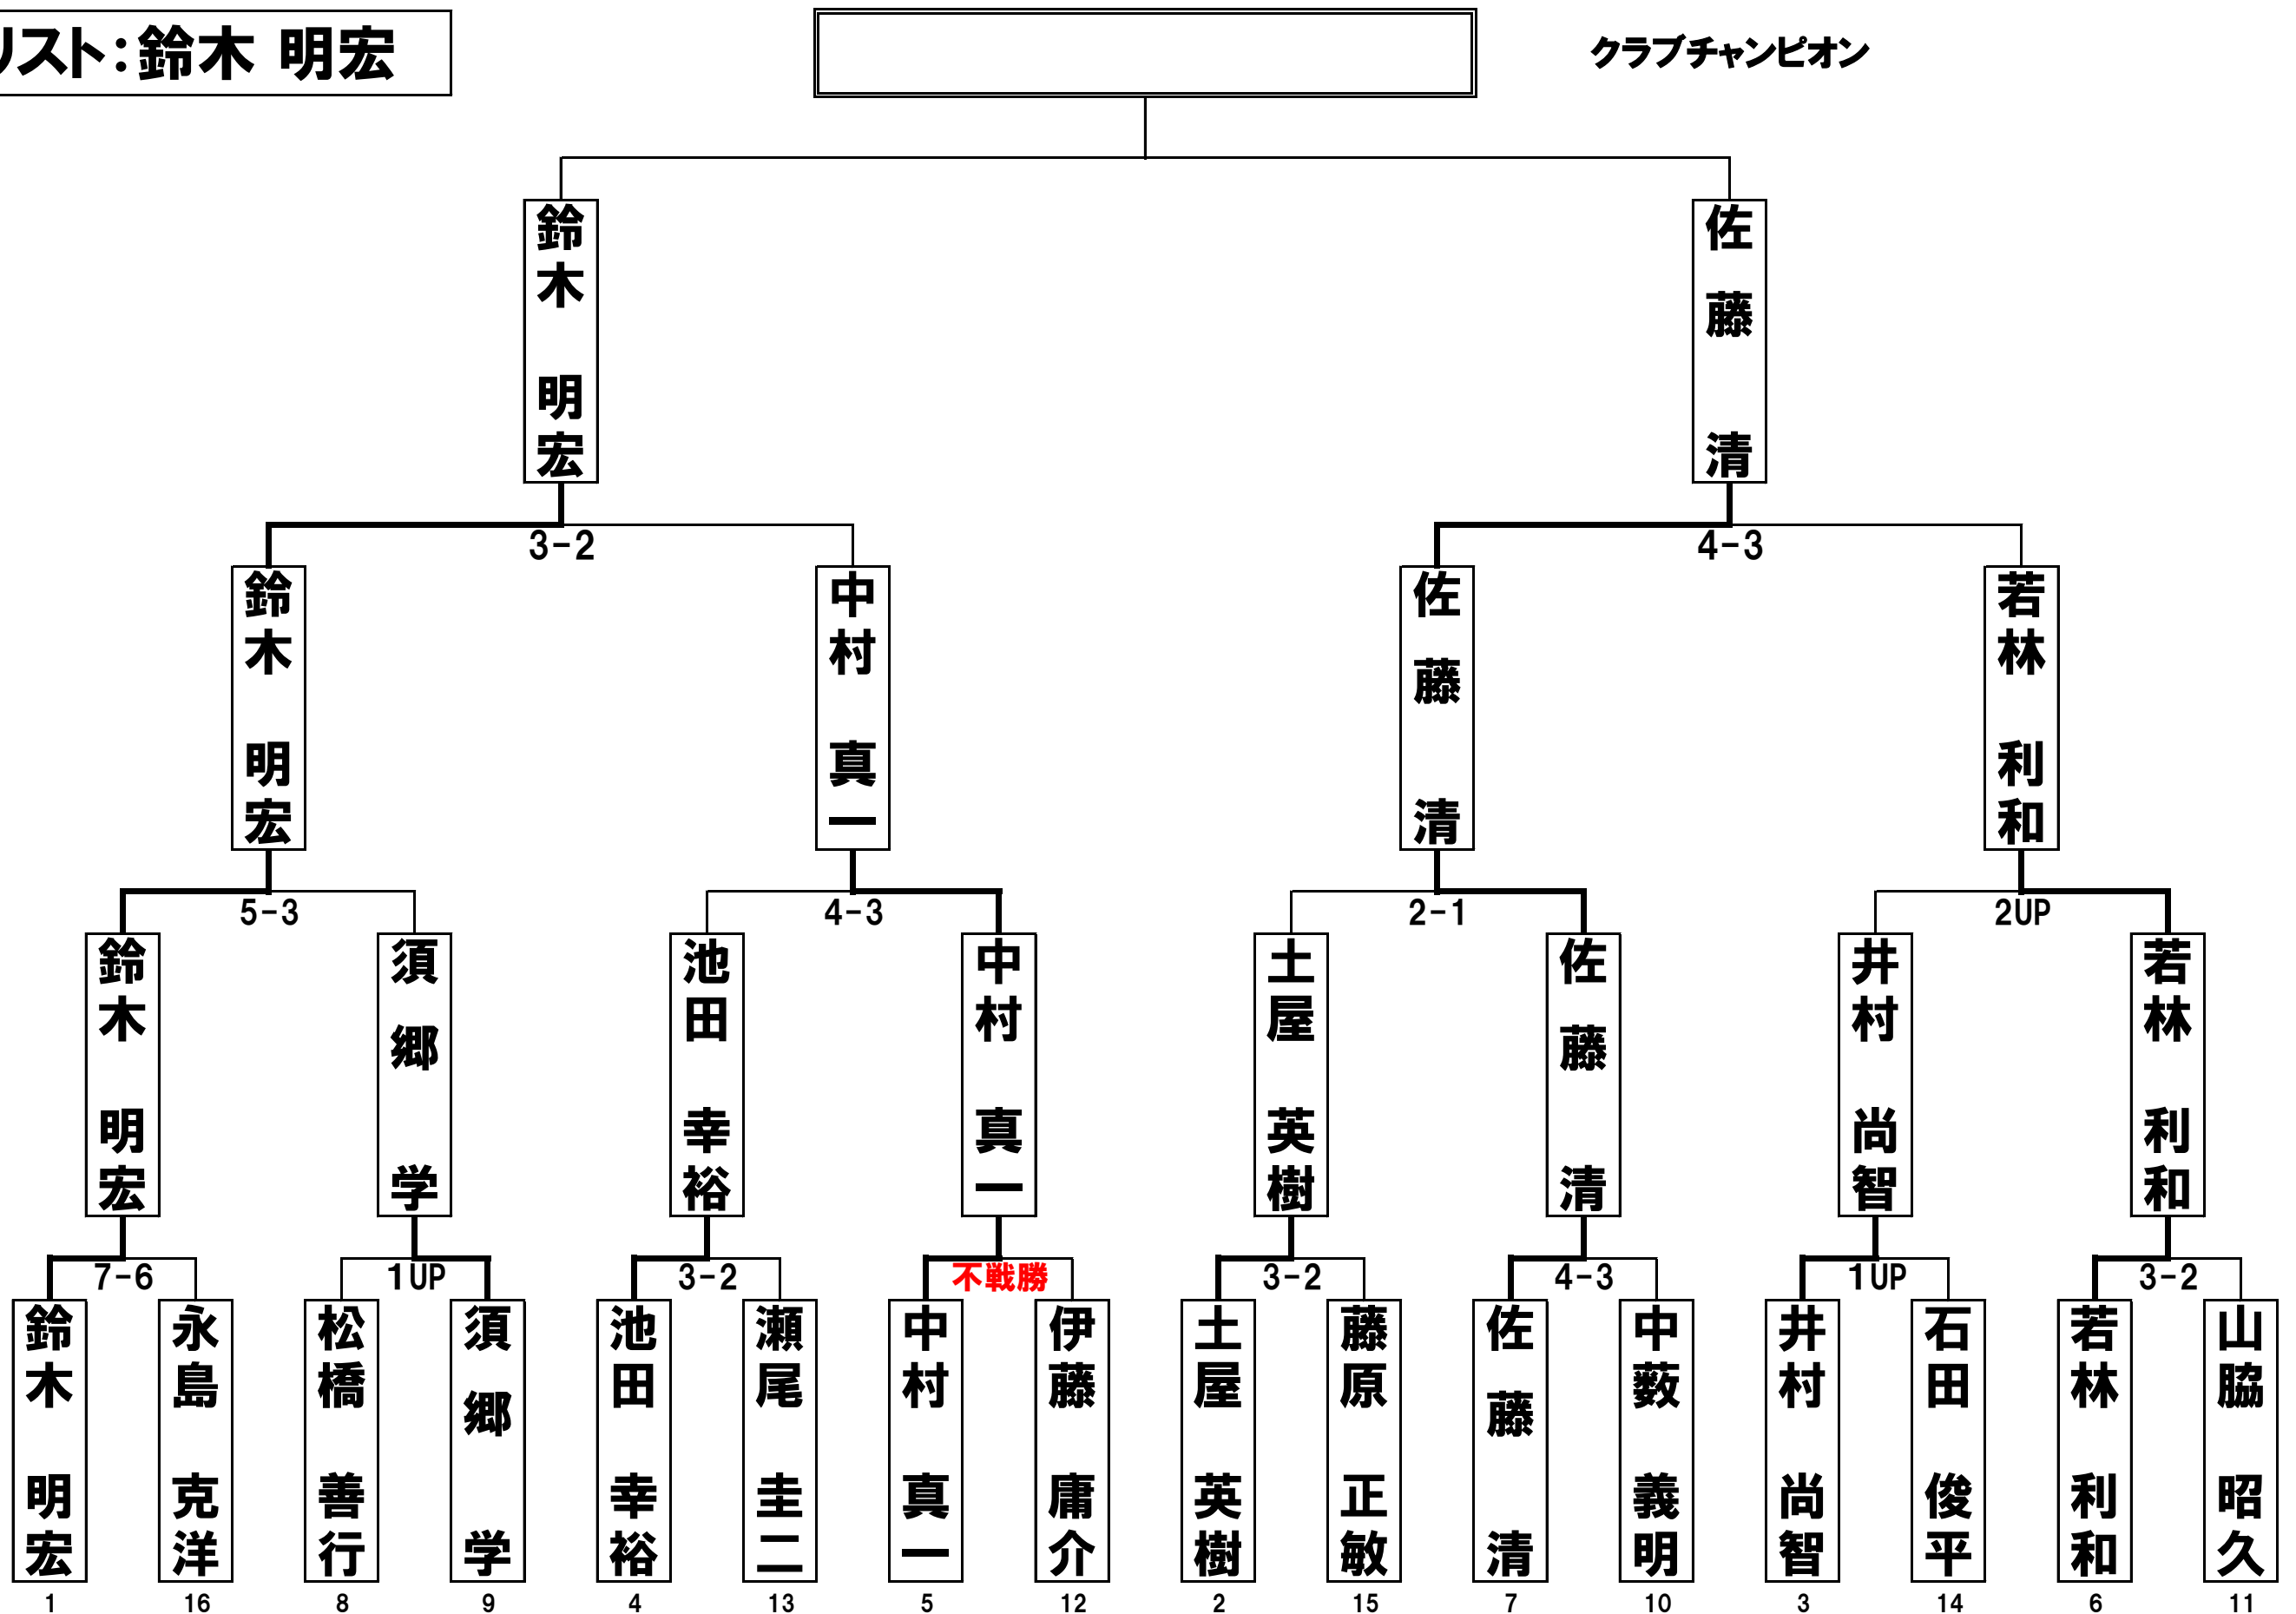 リスト：鈴木 明宏
クラブチャンピオン
鈴木 明宏
佐藤 清
3-2
4-3
鈴木 明宏
中村 真一
佐藤 清
若林 利和
5-3
4-3
2-1
2UP
鈴木 明宏
須郷 学
池田 幸裕
中村 真一
土屋 英樹
佐藤 清
井村 尚智
若林 利和
7-6
1UP
3-2
不戦勝
3-2
4-3
1UP
3-2
鈴木 明宏
永島 克洋
松橋 善行
須郷 学
池田 幸裕
瀬尾 圭二
中村 真一
伊藤 庸介
土屋 英樹
藤原 正敏
佐藤 清
中薮 義明
井村 尚智
石田 俊平
若林 利和
山脇 昭久
1
16
8
9
4
13
5
12
2
15
7
10
3
14
6
11